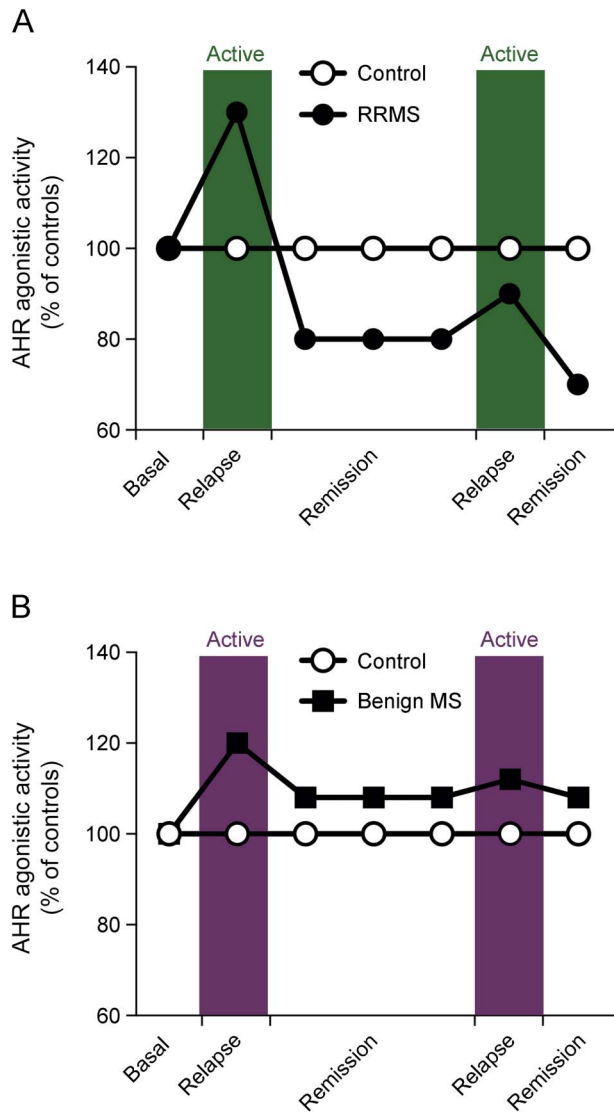 A
Active
Active
Control
RRMS
AHR agonistic activity
(% of controls)
140
120
100
80
60
Basal
Relapse
Remission
Relapse
Remission
B
Active
Active
Control
Benign MS
AHR agonistic activity
(% of controls)
140
120
100
80
60
Basal
Relapse
Remission
Relapse
Remission